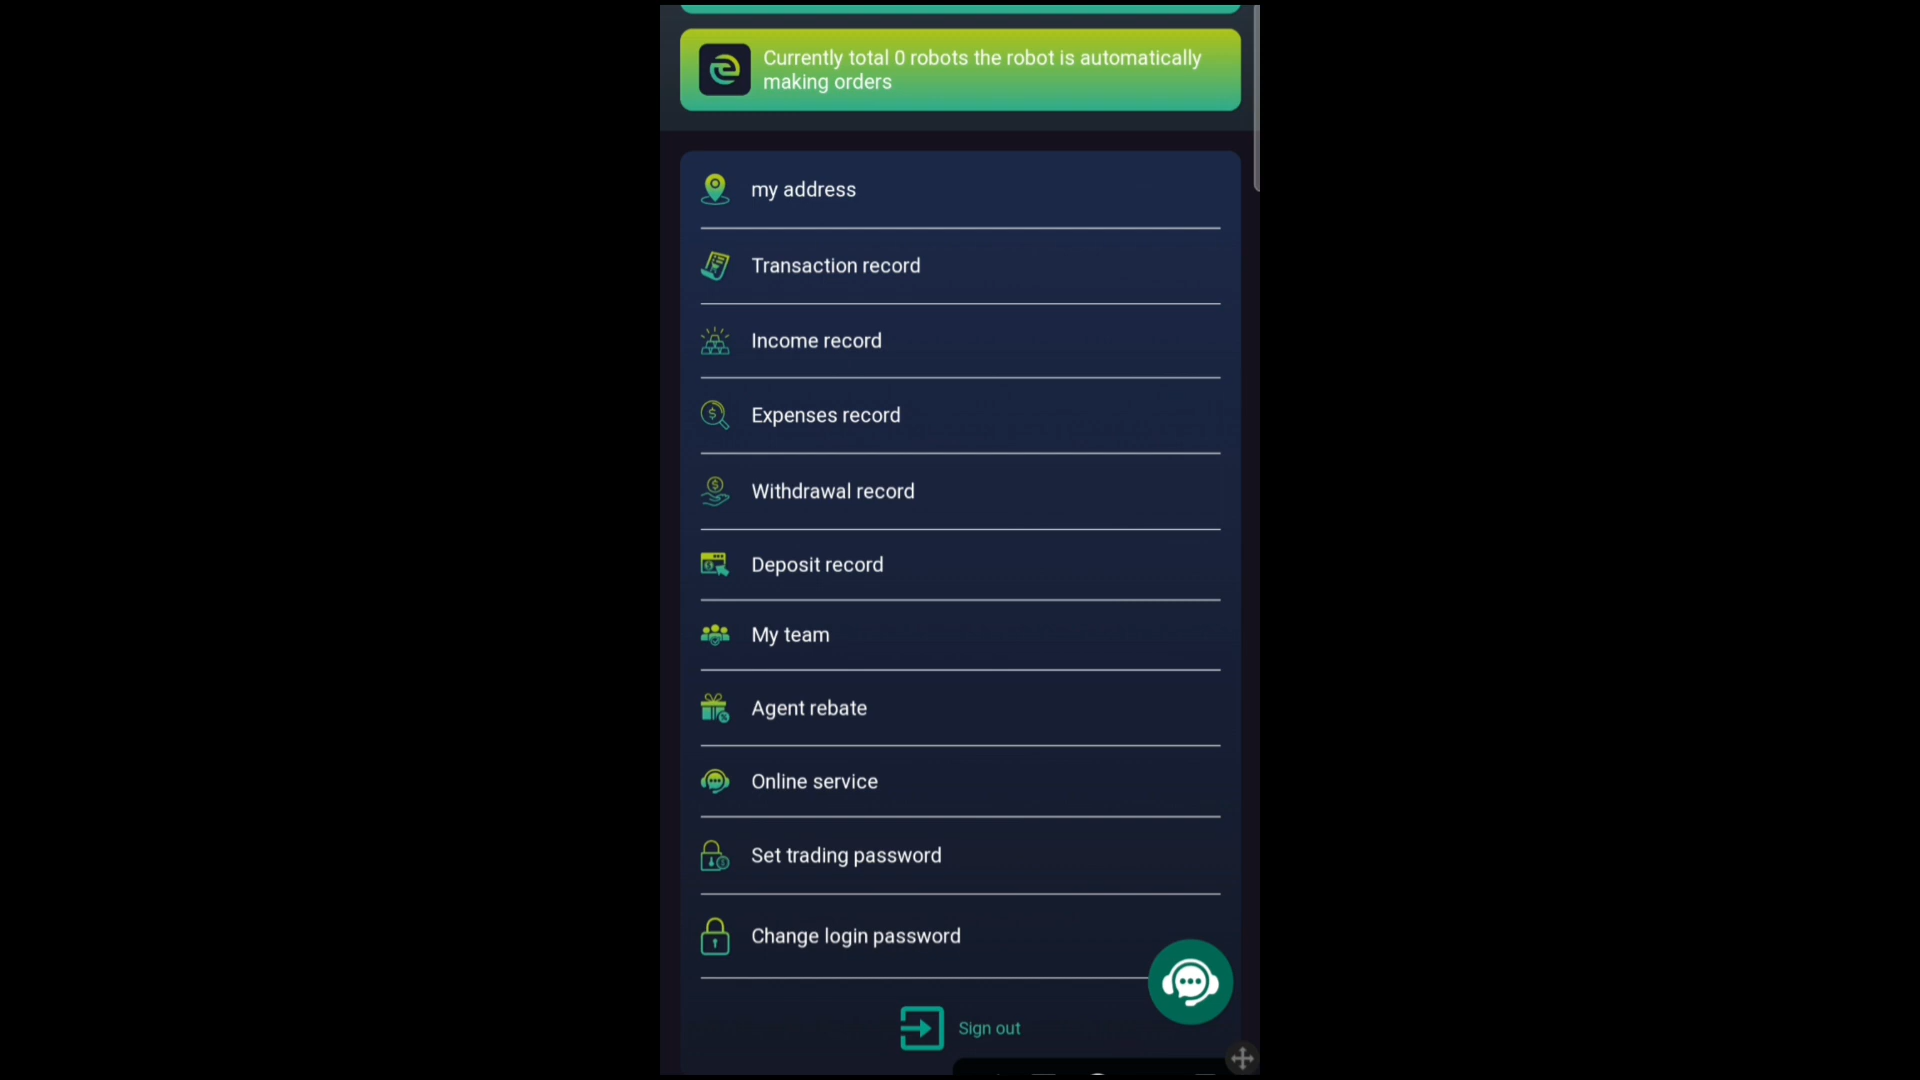 Currently total 0 robots the robot is automatically
making orders
my address
Transaction record
Income record
Expenses record
Withdrawal record
Deposit record
My team
Agent rebate
Online service
Set trading password
Change login password
Sign out